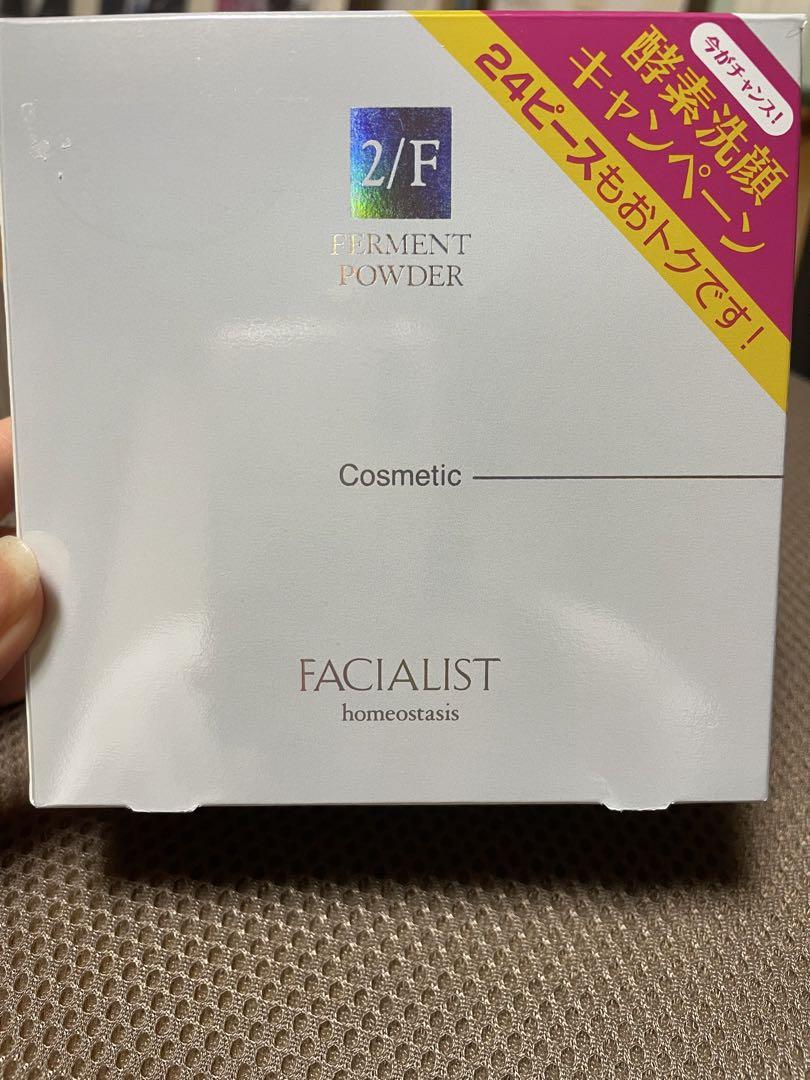 今がチャンス!
酵素洗顔
キャンペーン
24ピースもおトクです!
2/F
FERMENT
POWDER
Cosmetic
FACIALIST
homeostasis